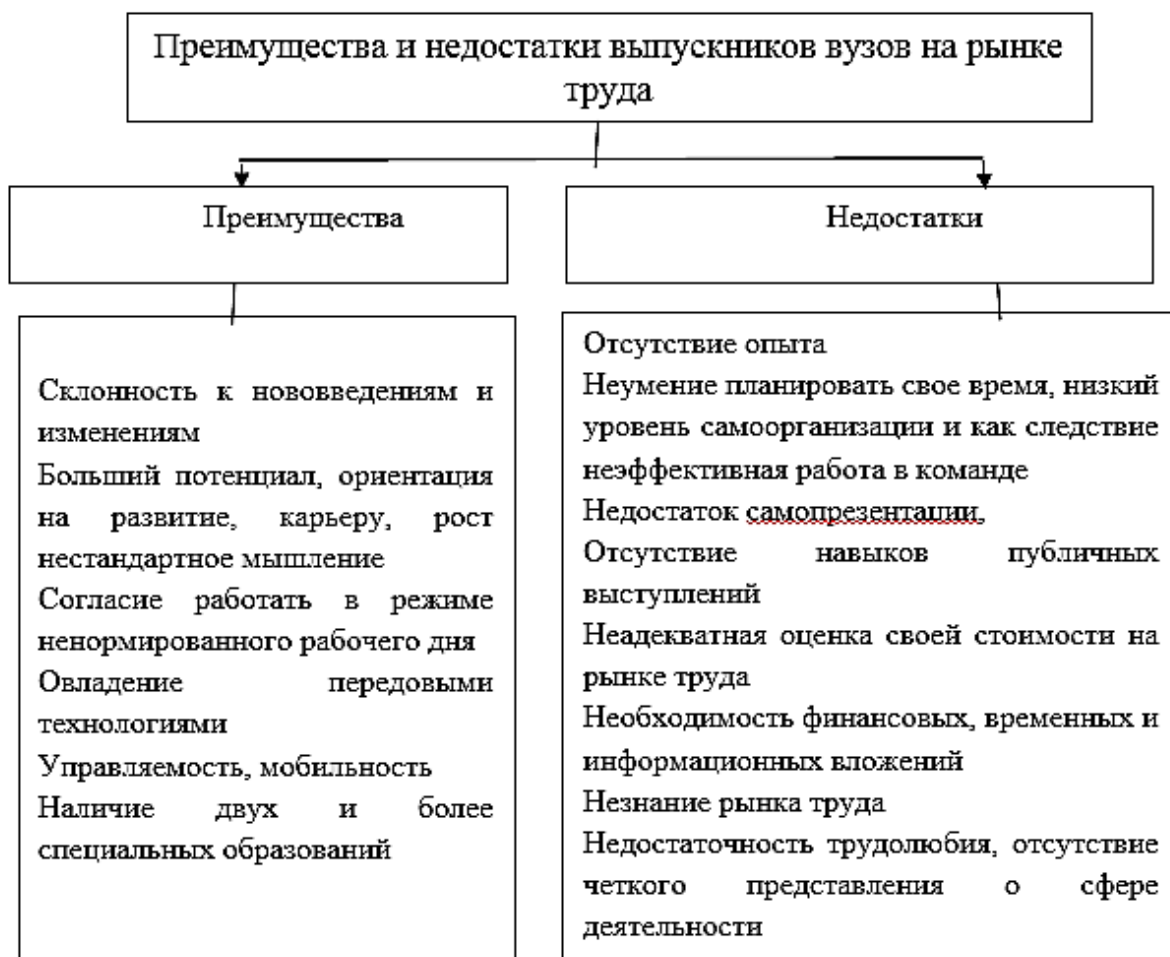 Преимущества и недостатки выпускников вузов на рынке
труда
Преимущества
Недостатки
Склонность к нововведениям и
изменениям
Больший потенциал, ориентация
на развитие, карьеру, рост
нестандартное мышление
Согласие работать в режиме
ненормированного рабочего дня
Овладение передовыми
технологиями
Управляемость, мобильность
Наличие двух и более
специальных образований
Отсутствие опыта
Неумение планировать свое время, низкий
уровень самоорганизации и как следствие
неэффективная работа в команде
Недостаток самопрезентации,
Отсутствие навыков публичных
выступлений
Неадекватная оценка своей стоимости на
рынке труда
Необходимость финансовых, временных и
информационных вложений
Незнание рынка труда
Недостаточность трудолюбия, отсутствие
четкого представления о сфере
деятельности